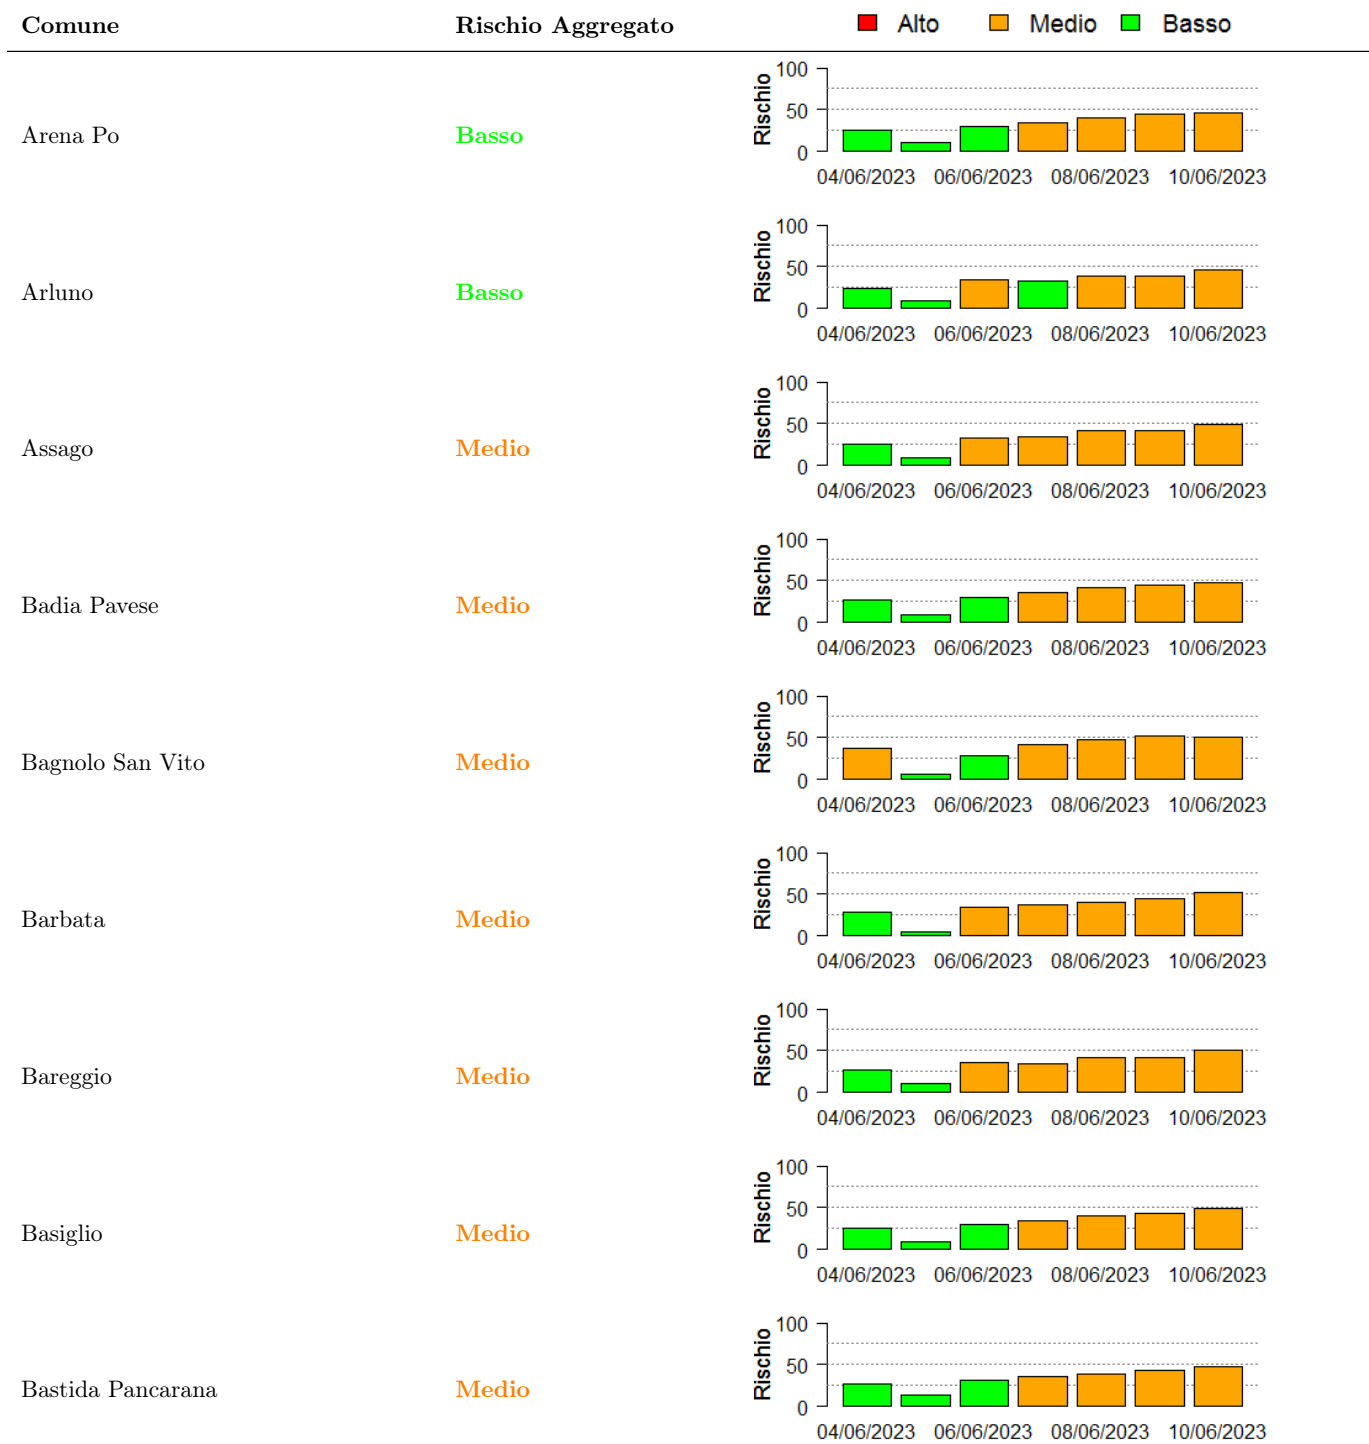 Comune Rischio Aggregato Alto Medio Basso
100
50
0
Rischio
Arena Po Basso
04/06/2023 06/06/2023 08/06/2023 10/06/2023
100
50
0
Rischio
Arluno Basso
04/06/2023 06/06/2023 08/06/2023 10/06/2023
100
50
0
Rischio
Assago Medio
04/06/2023 06/06/2023 08/06/2023 10/06/2023
100
50
0
Rischio
Badia Pavese Medio
04/06/2023 06/06/2023 08/06/2023 10/06/2023
100
50
0
Rischio
Bagnolo San Vito Medio
04/06/2023 06/06/2023 08/06/2023 10/06/2023
100
50
0
Rischio
Barbata Medio
04/06/2023 06/06/2023 08/06/2023 10/06/2023
100
50
0
Rischio
Bareggio Medio
04/06/2023 06/06/2023 08/06/2023 10/06/2023
100
50
0
Rischio
Basiglio Medio
04/06/2023 06/06/2023 08/06/2023 10/06/2023
100
50
0
Rischio
Bastida Pancarana Medio
04/06/2023 06/06/2023 08/06/2023 10/06/2023